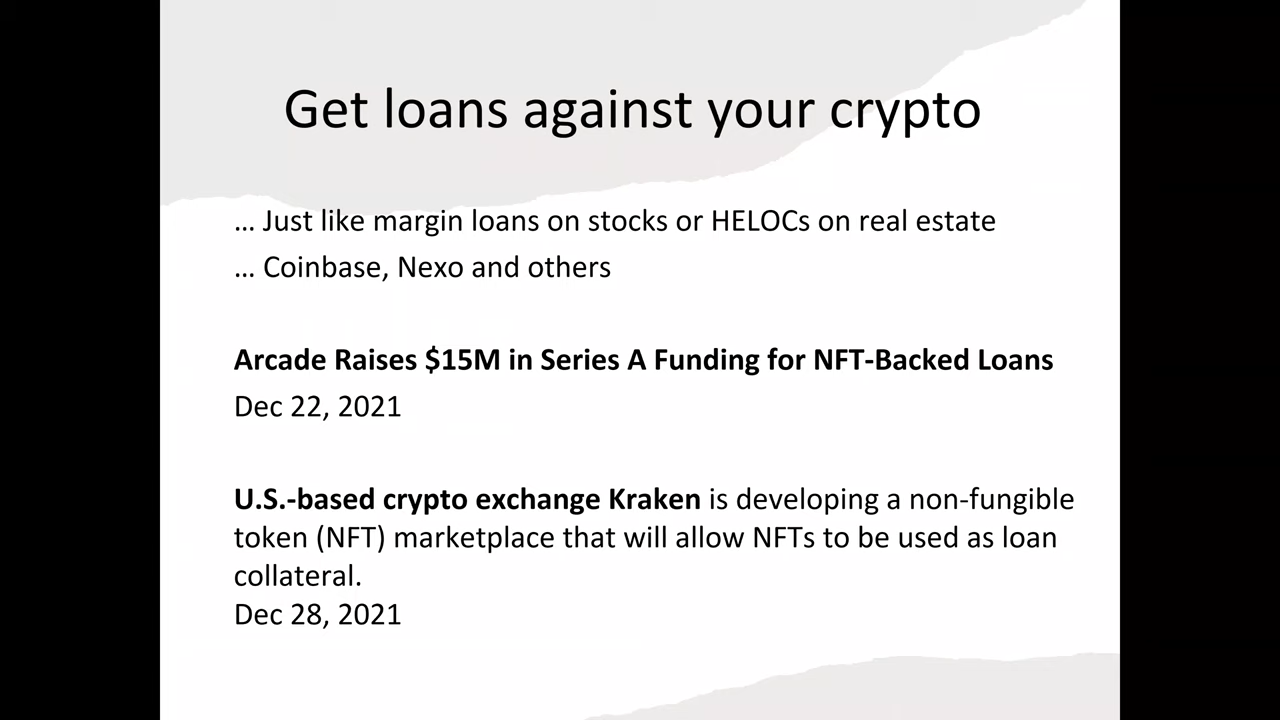 Get loans against your crypto
... Just like margin loans on stocks or HELOCs on real estate
... Coinbase, Nexo and others
Arcade Raises $15M in Series A Funding for NFT-Backed Loans
Dec 22, 2021
U.S.-based crypto exchange Kraken is developing a non-fungible
token (NFT) marketplace that will allow NFTs to be used as loan
collateral.
Dec 28, 2021